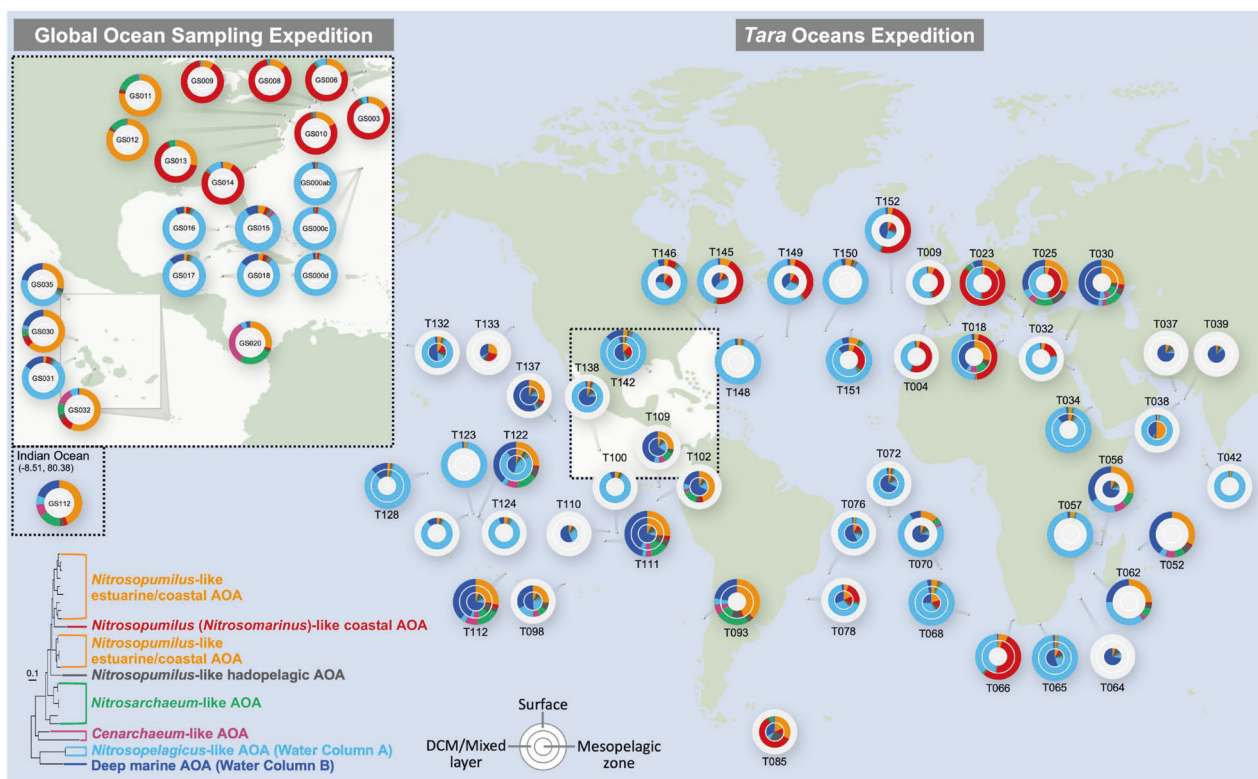 Global Ocean Sampling Expedition
Tara Oceans Expedition
GS009
GS008
GS006
GS011
GS003
GS012
GS010
GS013
GS014
GS000ab
GS016
GS015
GS000c
GS017
GS018
GS000d
GS035
GS030
GS020
GS031
GS032
Indian Ocean
(-8.51, 80.38)
GS112
T152
T146
T145
T149
T150
T009
T023
T025
T030
T132
T133
T137
T138
T142
T148
T151
T004
T018
T032
T037
T039
T034
T038
T109
T123
T122
T100
T102
T072
T056
T042
T128
T124
T110
T111
T076
T070
T057
T052
T112
T098
T093
T078
T068
T062
T066
T065
T064
T085
Nitrosopumilus-like
estuarine/coastal AOA
Nitrosopumilus (Nitrosomarinus)-like coastal AOA
Nitrosopumilus-like
estuarine/coastal AOA
0.1
Nitrosopumilus-like hadopelagic AOA
Nitrosarchaeum-like AOA
Cenarchaeum-like AOA
Nitrosopelagicus-like AOA (Water Column A)
Deep marine AOA (Water Column B)
Surface
DCM/Mixed
layer
Mesopelagic
zone